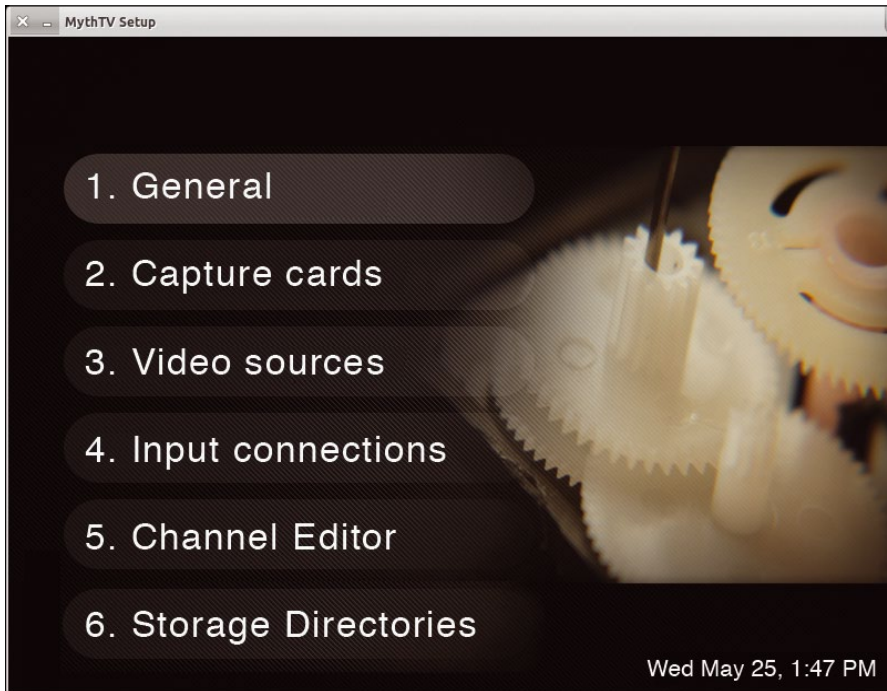 MythTV Setup
1. General
2. Capture cards
3. Video sources
4. Input connections
5. Channel Editor
6. Storage Directories
Wed May 25, 1:47 PM